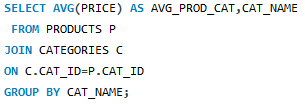 SELECT AVG(PRICE) AS AVG_PROD_CAT,CAT_NAME
FROM PRODUCTS P
JOIN CATEGORIES C
ON C.CAT_ID=P.CAT_ID
GROUP BY CAT_NAME;